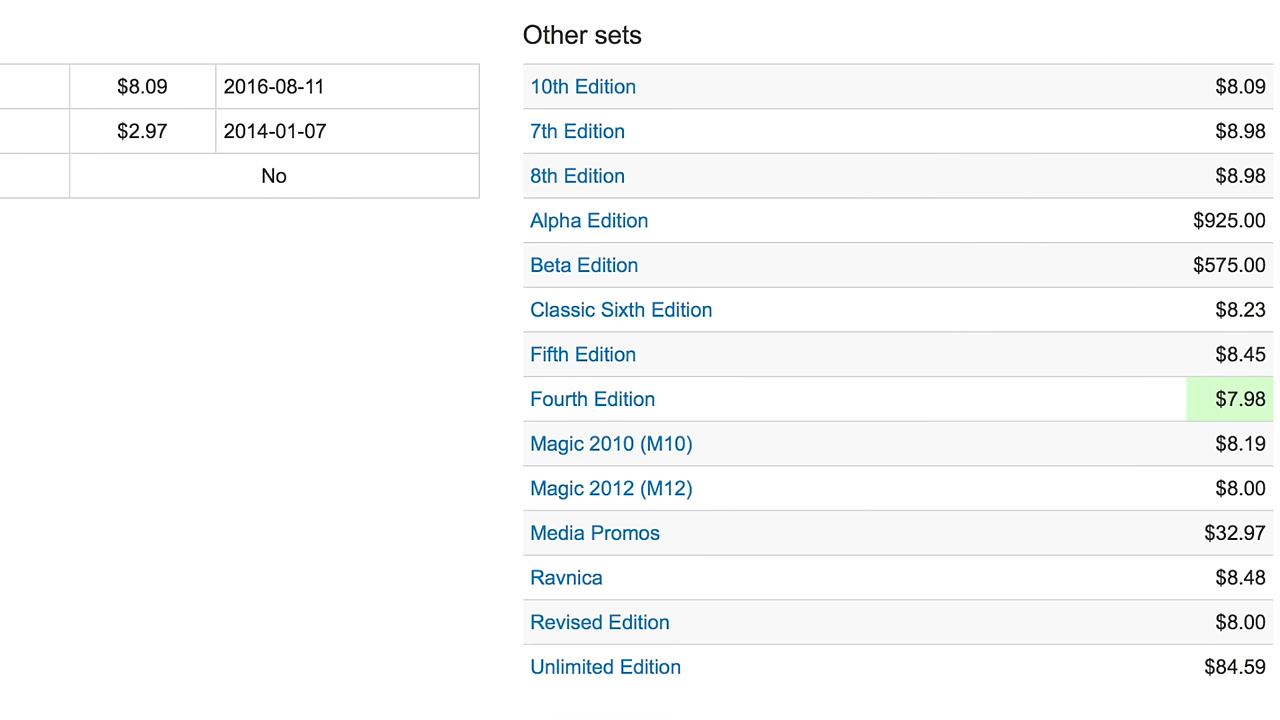 $8.09 2016-08-11
$2.97 2014-01-07
No
Other sets
10th Edition $8.09
7th Edition $8.98
8th Edition $8.98
Alpha Edition $925.00
Beta Edition $575.00
Classic Sixth Edition $8.23
Fifth Edition $8.45
Fourth Edition $7.98
Magic 2010 (M10) $8.19
Magic 2012 (M12) $8.00
Media Promos $32.97
Ravnica $8.48
Revised Edition $8.00
Unlimited Edition $84.59